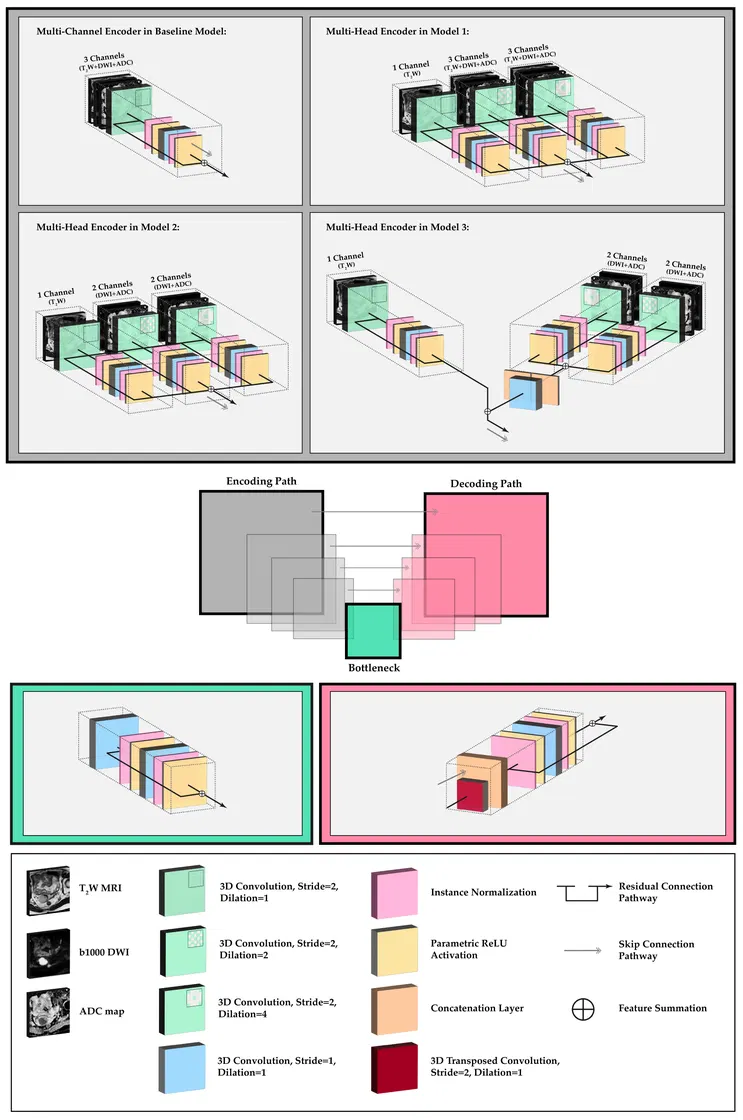 Multi-Channel Encoder in Baseline Model:
3 Channels
(T2W+DWI+ADC)
Multi-Head Encoder in Model 1:
1 Channel
(T2W)
3 Channels
(T2W+DWI+ADC)
3 Channels
(T2W+DWI+ADC)
Multi-Head Encoder in Model 2:
1 Channel
(T2W)
2 Channels
(DWI+ADC)
2 Channels
(DWI+ADC)
Multi-Head Encoder in Model 3:
1 Channel
(T2W)
2 Channels
(DWI+ADC)
2 Channels
(DWI+ADC)
Encoding Path
Decoding Path
Bottleneck
T2W MRI
3D Convolution, Stride=2,
Dilation=1
Instance Normalization
Residual Connection
Pathway
b1000 DWI
3D Convolution, Stride=2,
Dilation=2
Parametric ReLU
Activation
Skip Connection
Pathway
ADC map
3D Convolution, Stride=2,
Dilation=4
Concatenation Layer
Feature Summation
3D Convolution, Stride=1,
Dilation=1
3D Transposed Convolution,
Stride=2, Dilation=1